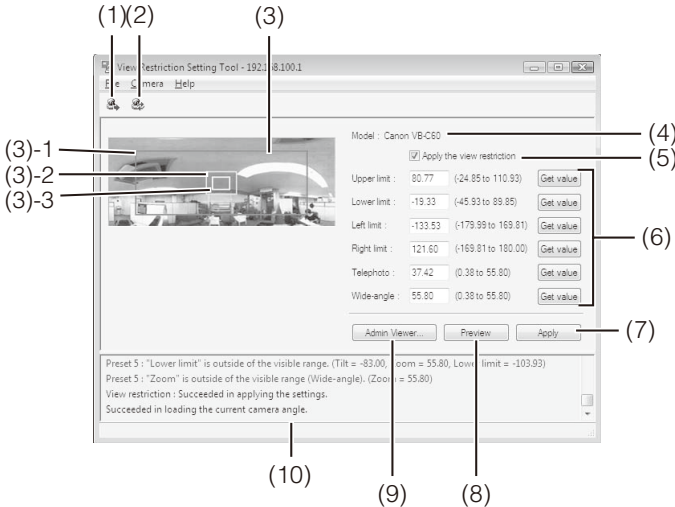 (1)(2) (3)
View Restriction Setting Tool - 192.168.100.1
File Camera Help
(3)-1
(3)-2
(3)-3
Model : Canon VB-C60 (4)
Apply the view restriction (5)
Upper limit : 80.77 (-24.85 to 110.93) Get value
Lower limit : -19.33 (-45.93 to 89.85) Get value
Left limit : -133.53 (-179.99 to 169.81) Get value
(6)
Right limit : 121.60 (-169.81 to 180.00) Get value
Telephoto : 37.42 (0.38 to 55.80) Get value
Wide-angle : 55.80 (0.38 to 55.80) Get value
Admin Viewer... Preview Apply (7)
Preset 5 : "Lower limit" is outside of the visible range. (Tilt = -83.00, Zoom = 55.80, Lower limit = -103.93)
Preset 5 : "Zoom" is outside of the visible range (Wide-angle). (Zoom = 55.80)
View restriction : Succeeded in applying the settings.
Succeeded in loading the current camera angle.
(10) (9) (8)